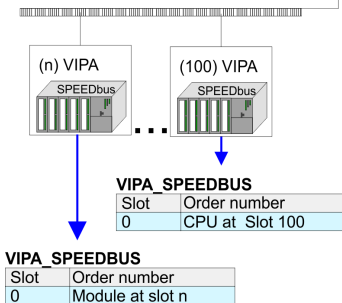 (n) VIPA
(100) VIPA
SPEEDbus
SPEEDbus
VIPA_SPEEDBUS
Slot Order number
0 CPU at Slot 100
VIPA_SPEEDBUS
Slot Order number
0 Module at slot n